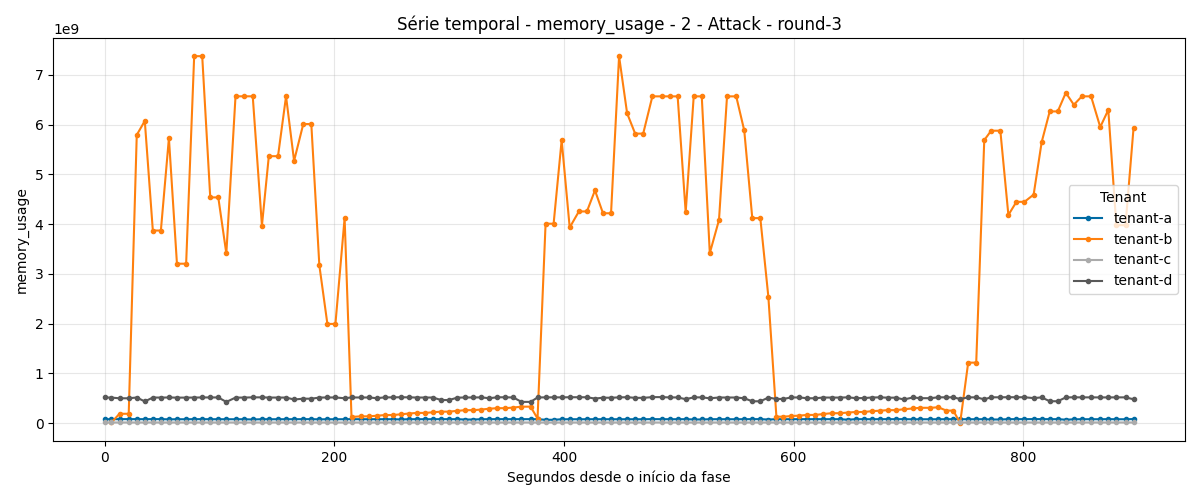 Série temporal - memory_usage - 2 - Attack - round-3
1e9
7
6
5
4
3
2
1
0
memory_usage
0 200 400 600 800
Segundos desde o início da fase
Tenant
tenant-a
tenant-b
tenant-c
tenant-d